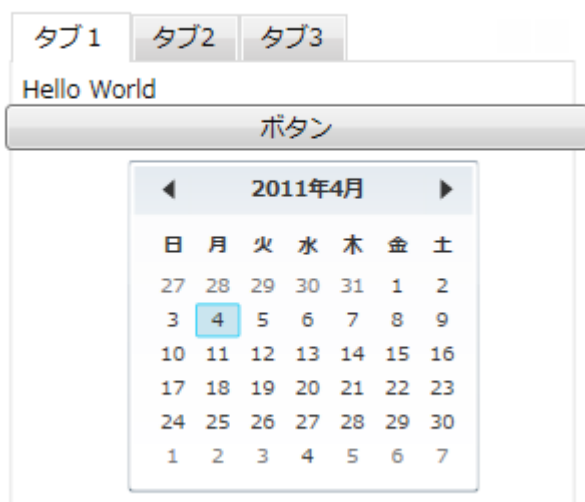 タブ1 タブ2 タブ3
Hello World
ボタン
2011年4月
日 月 火 水 木 金 土
27 28 29 30 31 1 2
3 4 5 6 7 8 9
10 11 12 13 14 15 16
17 18 19 20 21 22 23
24 25 26 27 28 29 30
1 2 3 4 5 6 7